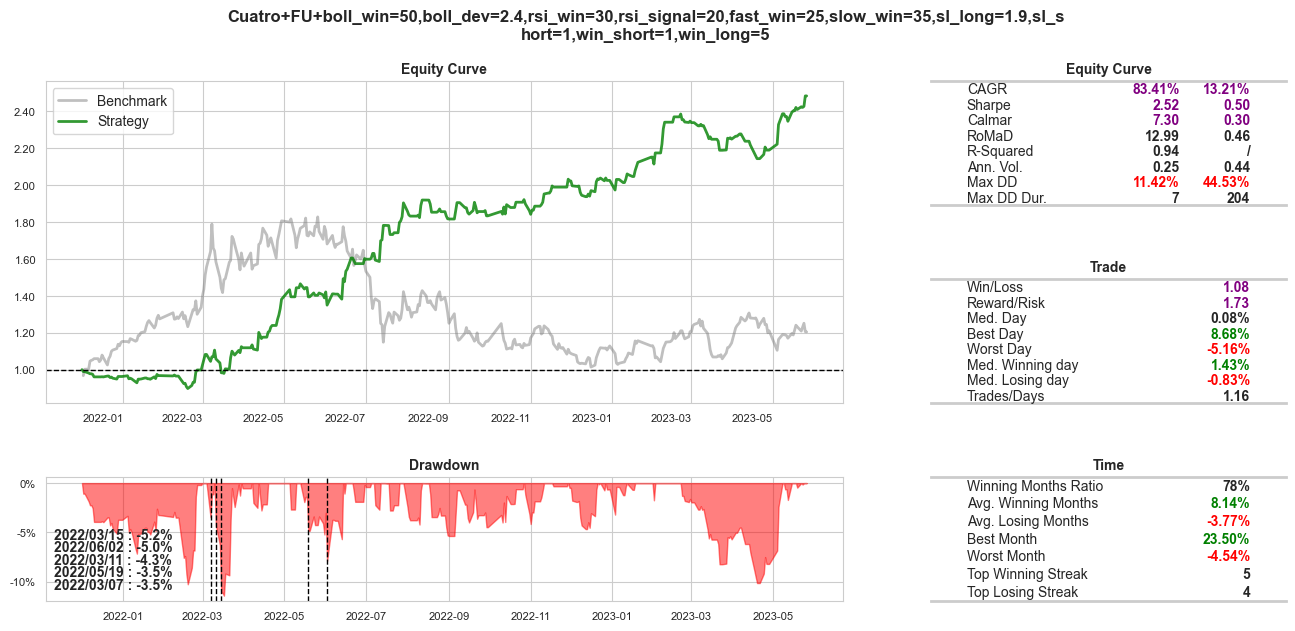 Cuatro+FU+boll_win=50,boll_dev=2.4,rsi_win=30,rsi_signal=20,fast_win=25,slow_win=35,sl_long=1.9,sl_s
hort=1,win_short=1,win_long=5
Equity Curve
Benchmark
Strategy
2.40
2.20
2.00
1.80
1.60
1.40
1.20
1.00
2022-01 2022-03 2022-05 2022-07 2022-09 2022-11 2023-01 2023-03 2023-05
Equity Curve
CAGR 83.41% 13.21%
Sharpe 2.52 0.50
Calmar 7.30 0.30
RoMaD 12.99 0.46
R-Squared 0.94 /
Ann. Vol. 0.25 0.44
Max DD 11.42% 44.53%
Max DD Dur. 7 204
Trade
Win/Loss 1.08
Reward/Risk 1.73
Med. Day 0.08%
Best Day 8.68%
Worst Day -5.16%
Med. Winning day 1.43%
Med. Losing day -0.83%
Trades/Days 1.16
Drawdown
0%
-5%
-10%
2022/03/15 : -5.2%
2022/06/02 : -5.0%
2022/03/11 : -4.3%
2022/05/19 : -3.5%
2022/03/07 : -3.5%
2022-01 2022-03 2022-05 2022-07 2022-09 2022-11 2023-01 2023-03 2023-05
Time
Winning Months Ratio 78%
Avg. Winning Months 8.14%
Avg. Losing Months -3.77%
Best Month 23.50%
Worst Month -4.54%
Top Winning Streak 5
Top Losing Streak 4